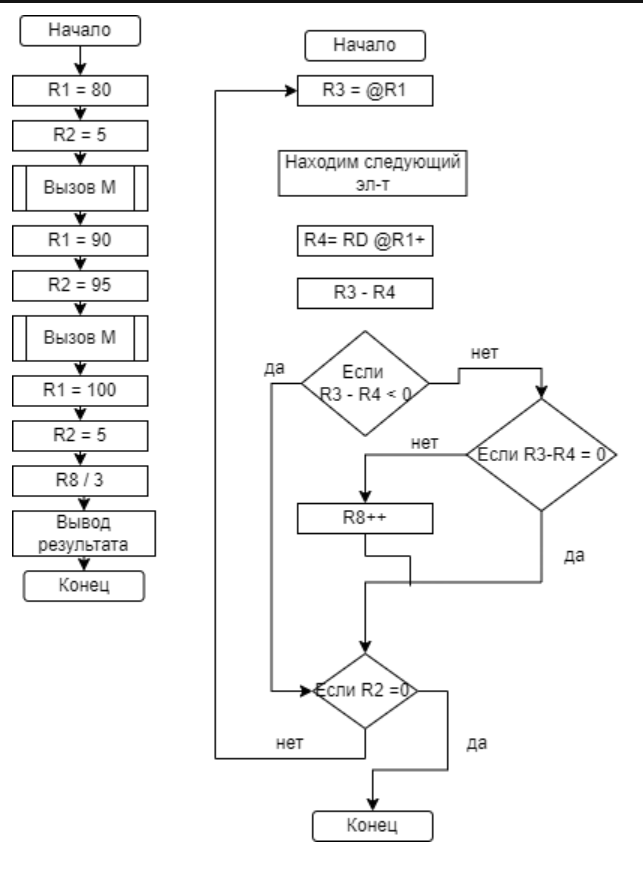 Начало
R1 = 80
R2 = 5
Вызов М
R1 = 90
R2 = 95
Вызов М
R1 = 100
R2 = 5
R8 / 3
Вывод
результата
Конец
Начало
R3 = @R1
Находим следующий
эл-т
R4= RD @R1+
R3 - R4
Если
R3 - R4 < 0
да
нет
Если R3-R4 = 0
нет
R8++
да
Если R2 =0
нет
да
Конец